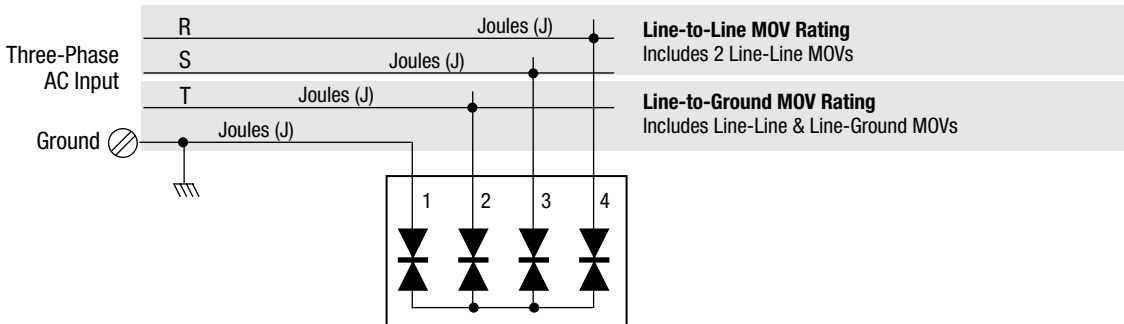 Three-Phase
AC Input
R
Joules (J)
Line-to-Line MOV Rating
Includes 2 Line-Line MOVs
S
Joules (J)
T
Joules (J)
Line-to-Ground MOV Rating
Includes Line-Line & Line-Ground MOVs
Ground
Joules (J)
1
2
3
4